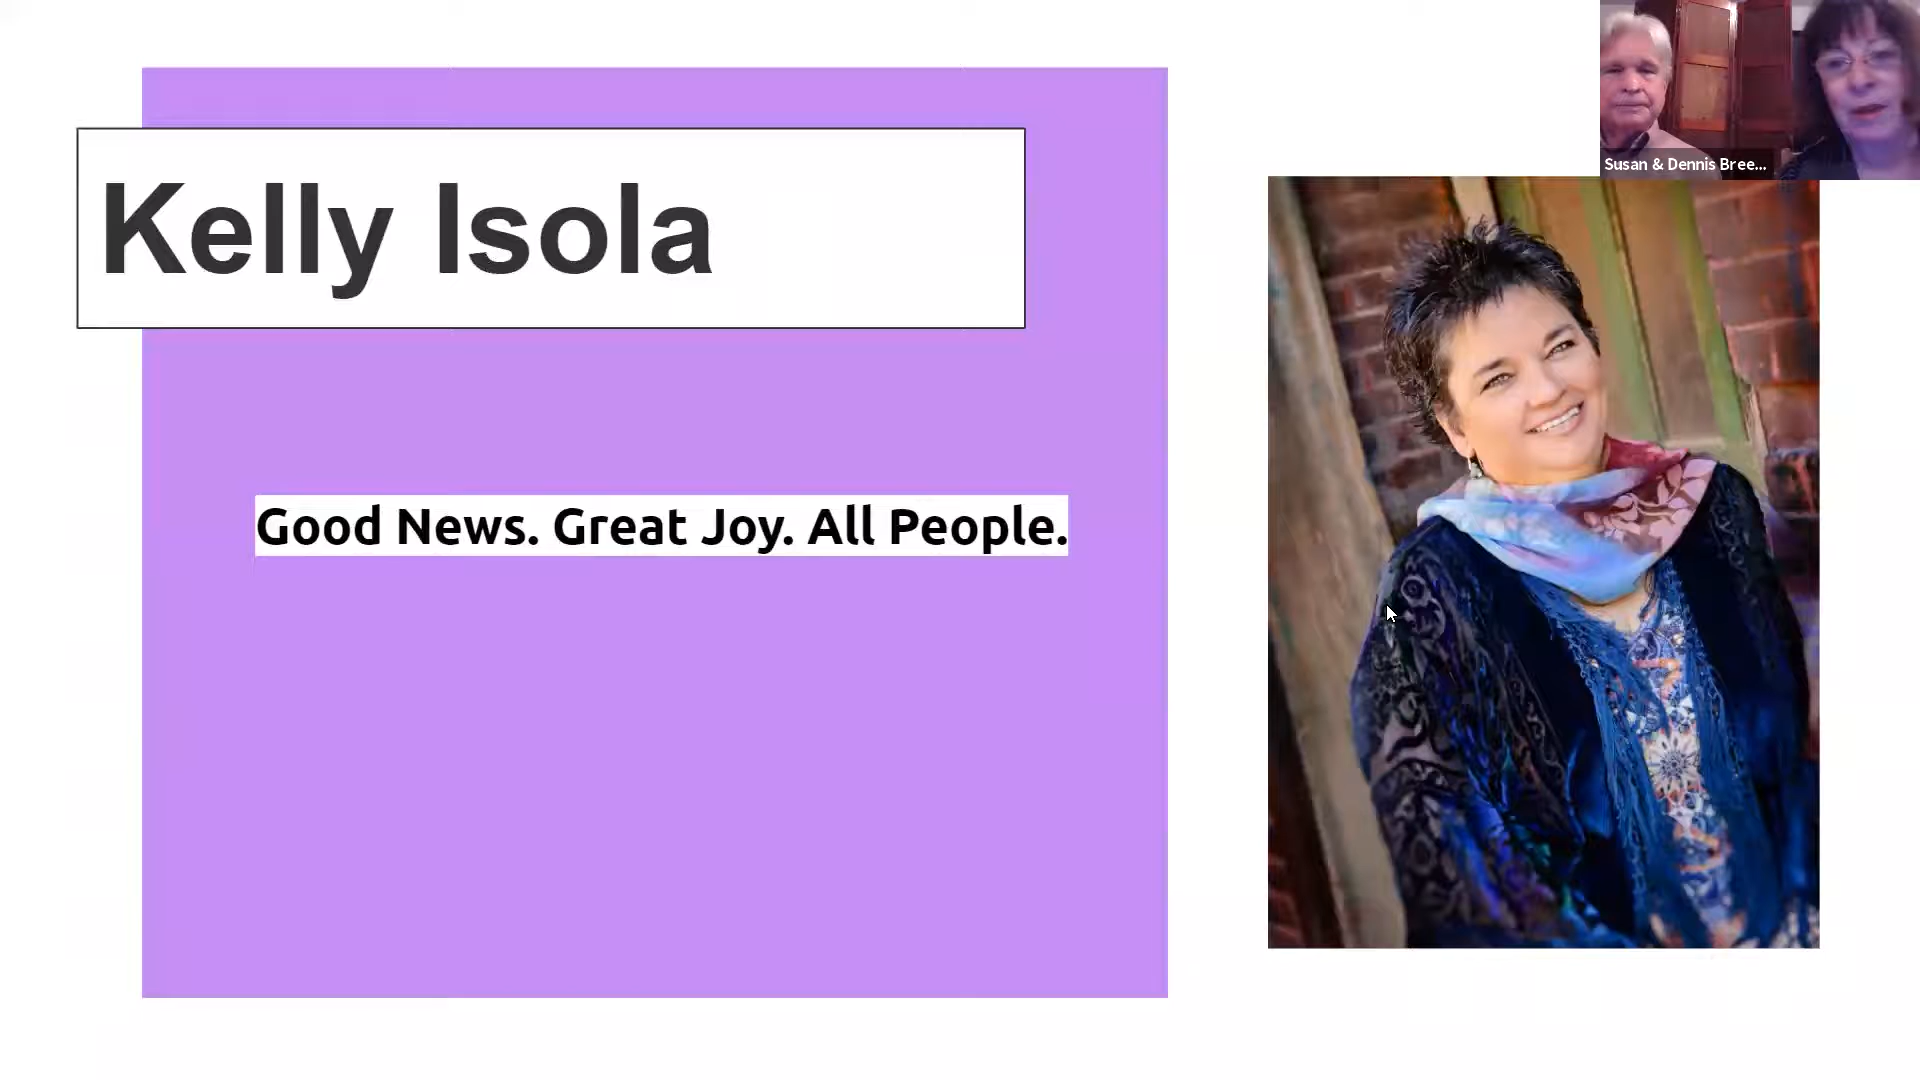 Kelly Isola
Good News. Great Joy. All People.
Susan & Dennis Bree...